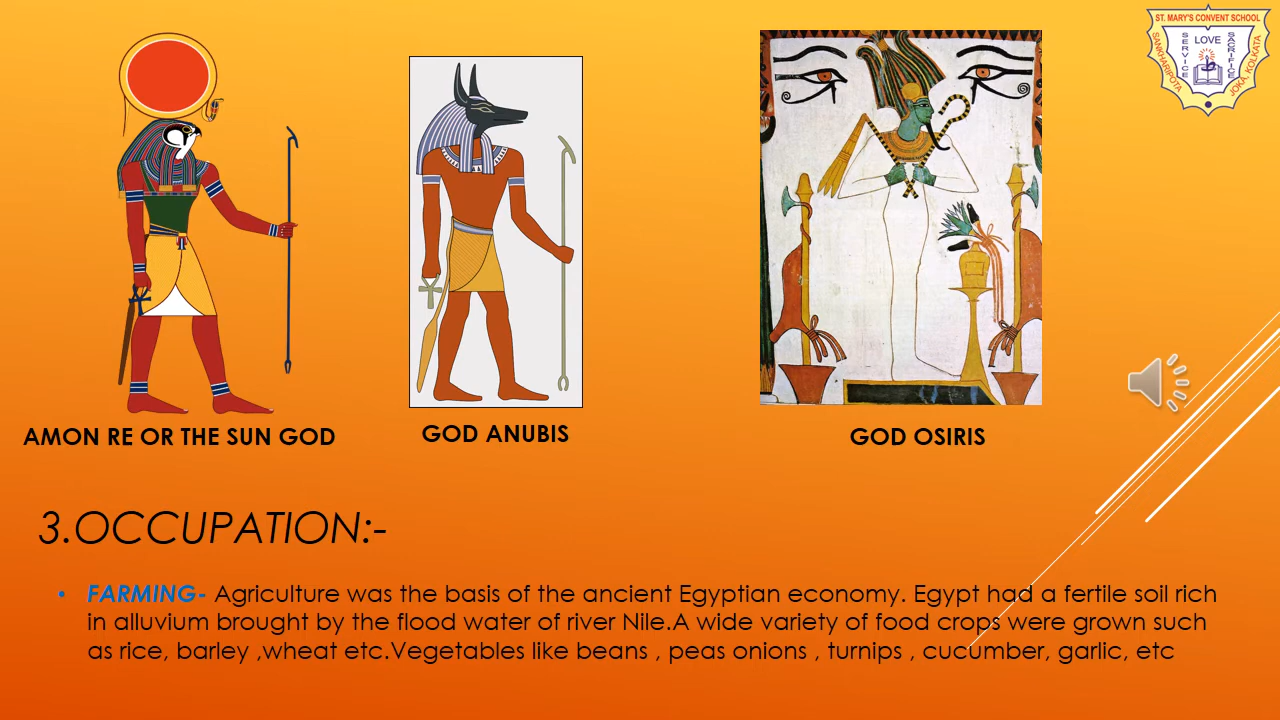 ST. MARY'S CONVENT SCHOOL
SANKHARIPOTA
SERVICE
LOVE
SACRIFICE
JOKA, KOLKATA
AMON RE OR THE SUN GOD
GOD ANUBIS
GOD OSIRIS
3.OCCUPATION:-
• FARMING- Agriculture was the basis of the ancient Egyptian economy. Egypt had a fertile soil rich
in alluvium brought by the flood water of river Nile.A wide variety of food crops were grown such
as rice, barley ,wheat etc.Vegetables like beans , peas onions , turnips , cucumber, garlic, etc